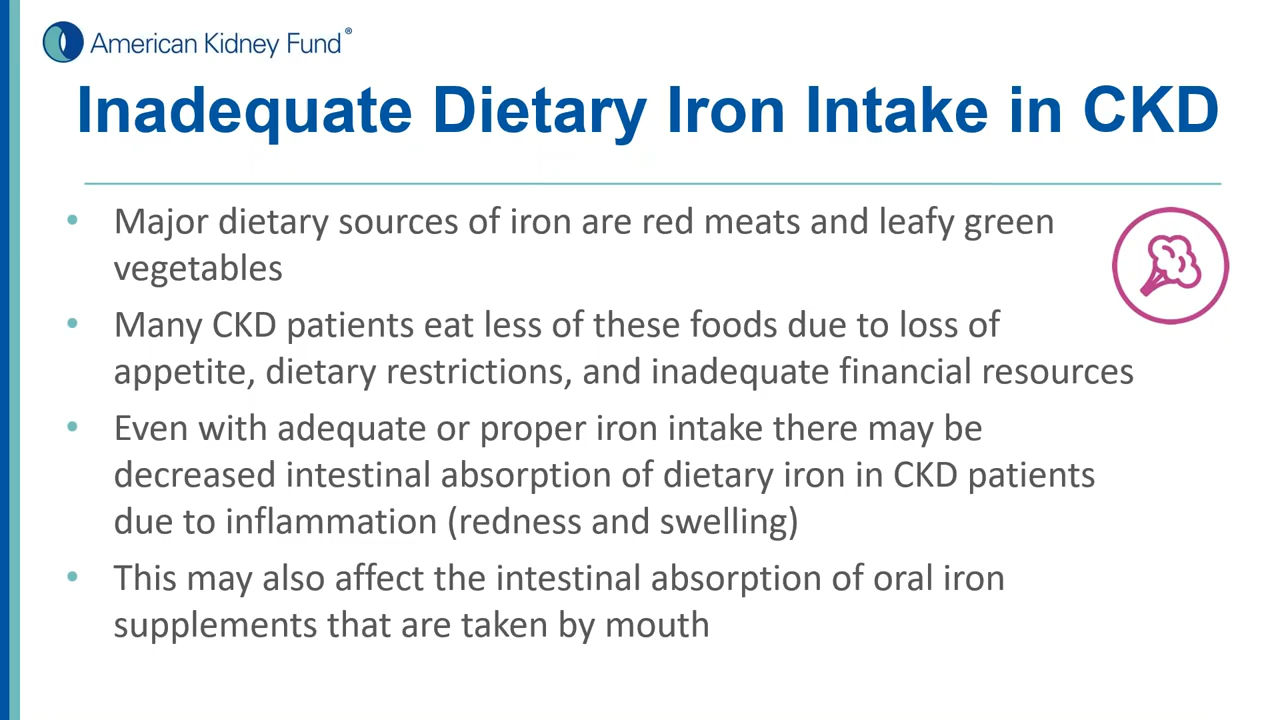 American Kidney Fund®
Inadequate Dietary Iron Intake in CKD
• Major dietary sources of iron are red meats and leafy green
vegetables
• Many CKD patients eat less of these foods due to loss of
appetite, dietary restrictions, and inadequate financial resources
• Even with adequate or proper iron intake there may be
decreased intestinal absorption of dietary iron in CKD patients
due to inflammation (redness and swelling)
• This may also affect the intestinal absorption of oral iron
supplements that are taken by mouth